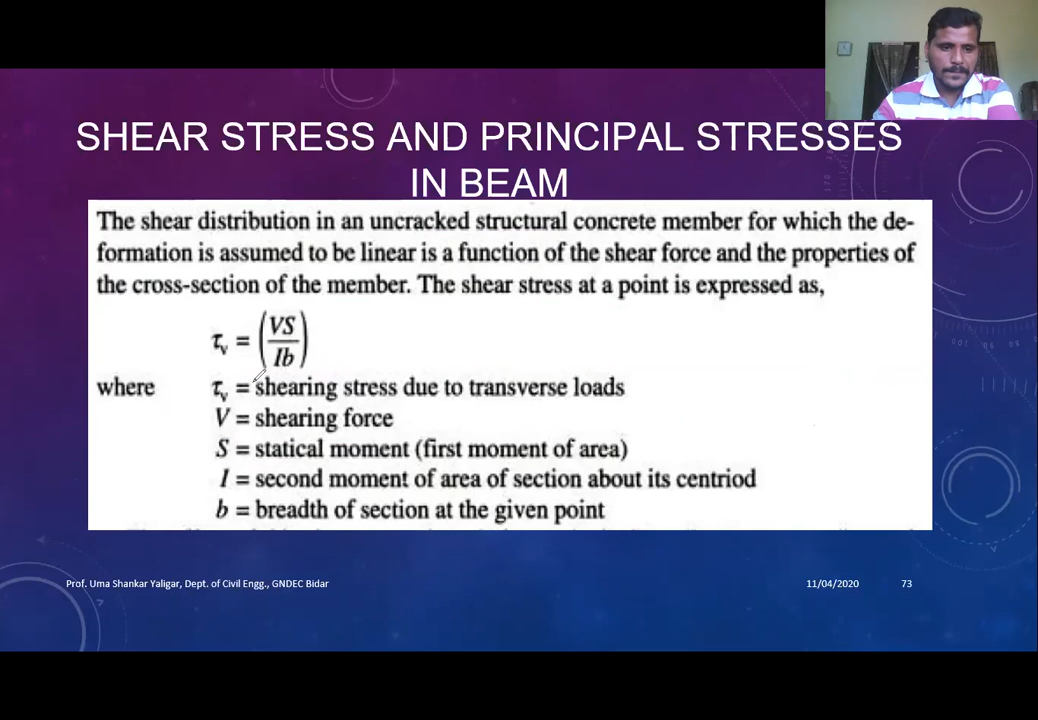 SHEAR STRESS AND PRINCIPAL STRESSES
IN BEAM
The shear distribution in an uncracked structural concrete member for which the de-
formation is assumed to be linear is a function of the shear force and the properties of
the cross-section of the member. The shear stress at a point is expressed as,
τv = (VS/Ib)
where τv = shearing stress due to transverse loads
V = shearing force
S = statical moment (first moment of area)
I = second moment of area of section about its centriod
b = breadth of section at the given point
Prof. Uma Shankar Yaligar, Dept. of Civil Engg., GNDEC Bidar 11/04/2020 73